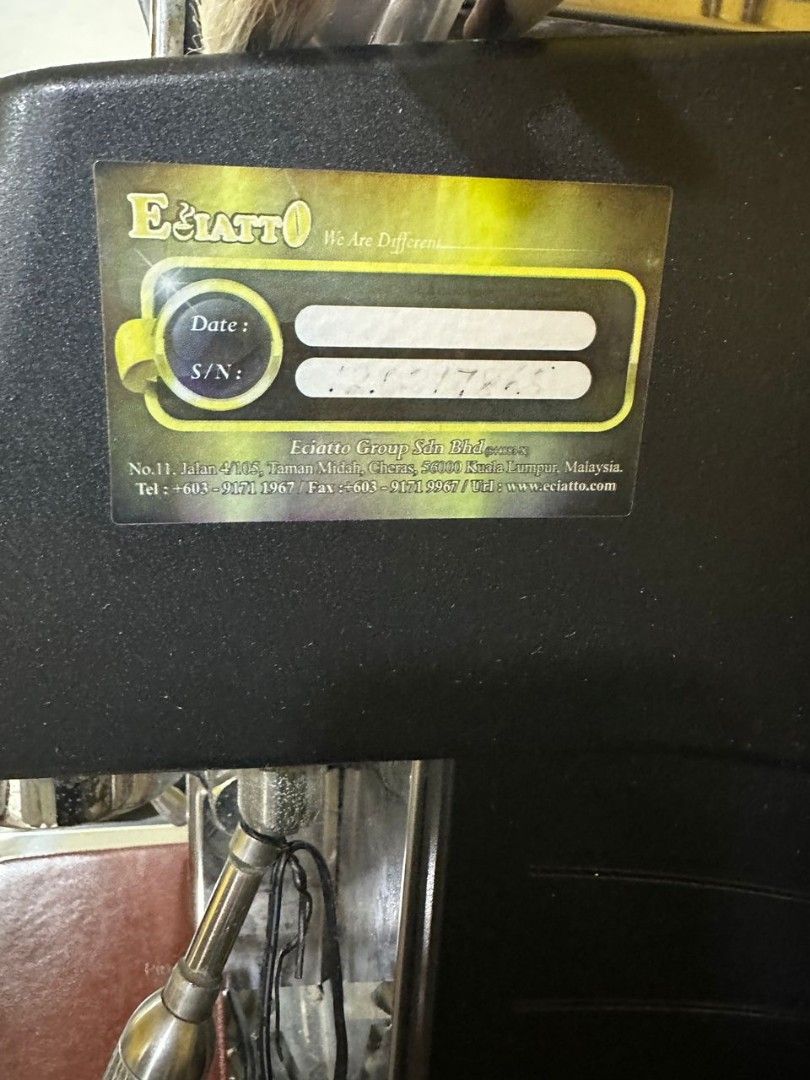 ECIATTO We Are Different
Date :
S/N :
Eciatto Group Sdn Bhd
No.11, Jalan 4/105, Taman Midah, Cheras, 56000 Kuala Lumpur, Malaysia.
Tel : +603 - 9171 1967 / Fax :+603 - 9171 9967 / Url : www.eciatto.com